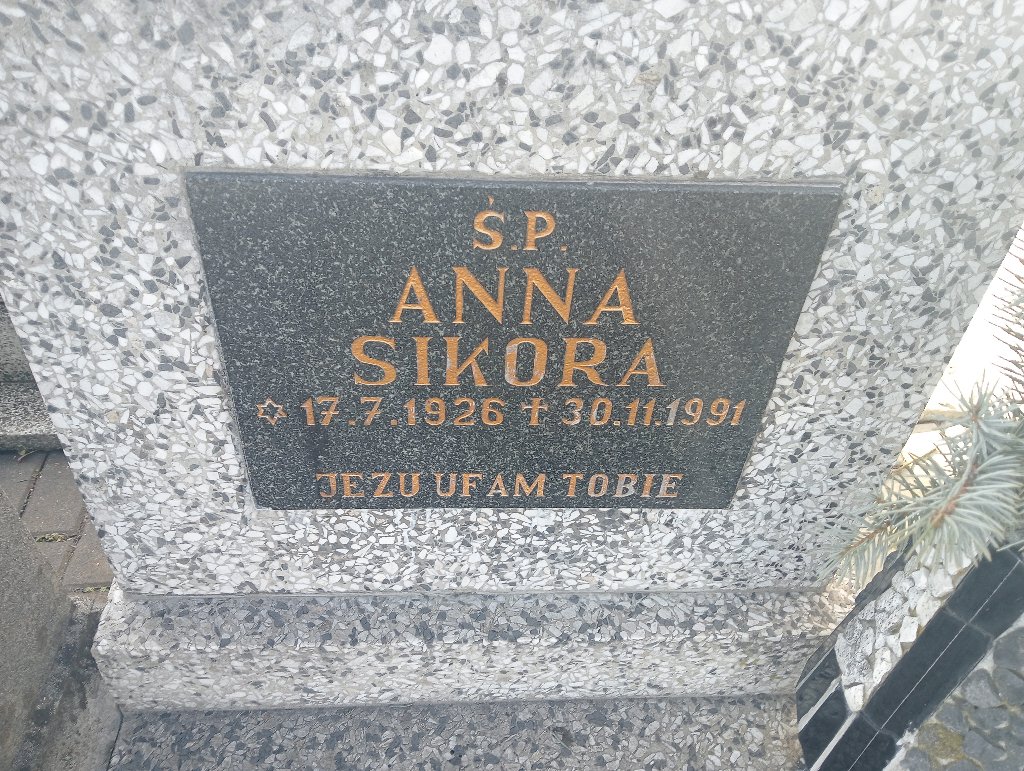 Ś.P.
ANNA
SIKORA
✡ 17.7.1926 ✝ 30.11.1991
JEZU UFAM TOBIE